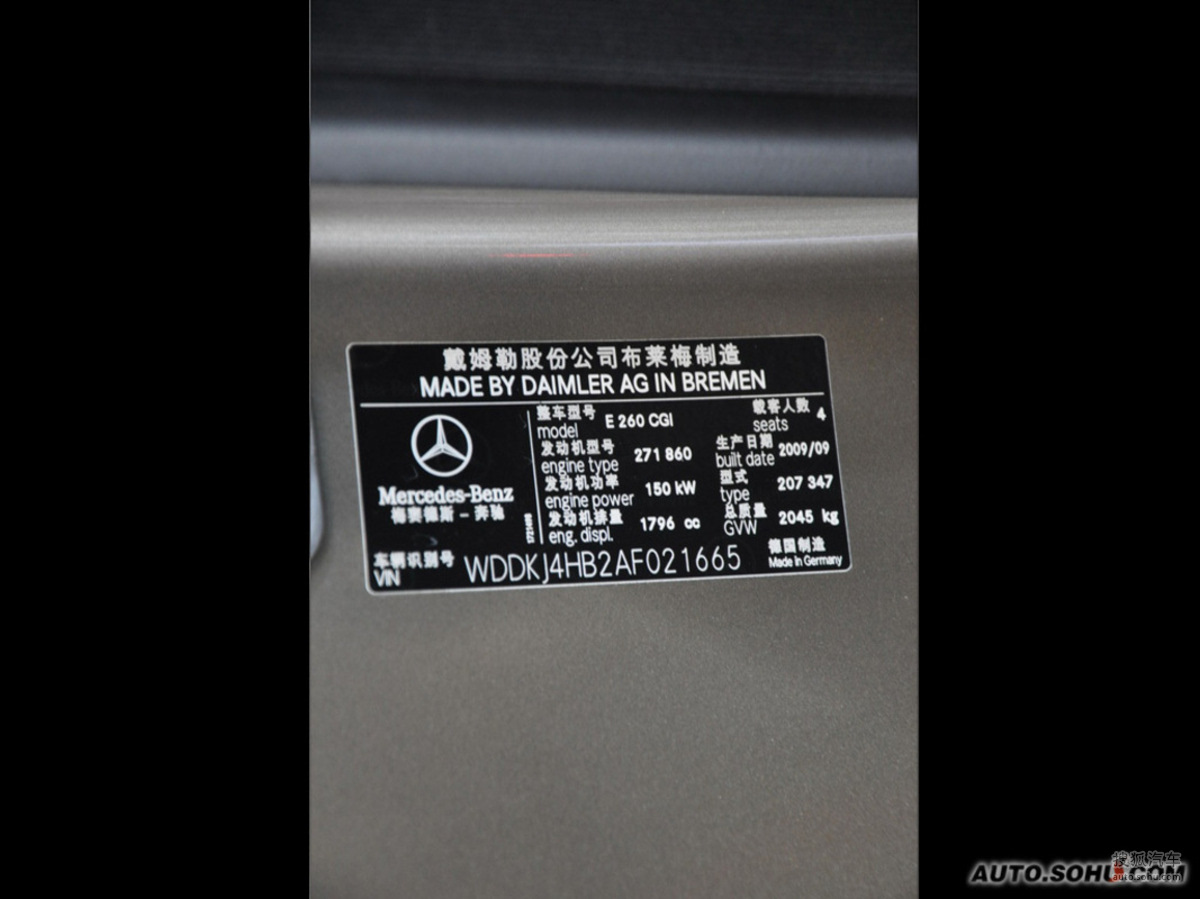 戴姆勒股份公司布莱梅制造
MADE BY DAIMLER AG IN BREMEN
Mercedes-Benz
梅赛德斯 - 奔驰
整车型号 E 260 CGI 载客人数 4
model seats
发动机型号 271 860 生产日期 2009/09
engine type built date
发动机功率 150 kW 型式 207 347
engine power type
发动机排量 1796 cc 总质量 2045 kg
eng. displ. GVW
车辆识别号 WDDKJ4HB2AF021665 德国制造
VIN Made in Germany
搜狐汽车
auto.sohu.com
AUTO.SOHU.COM